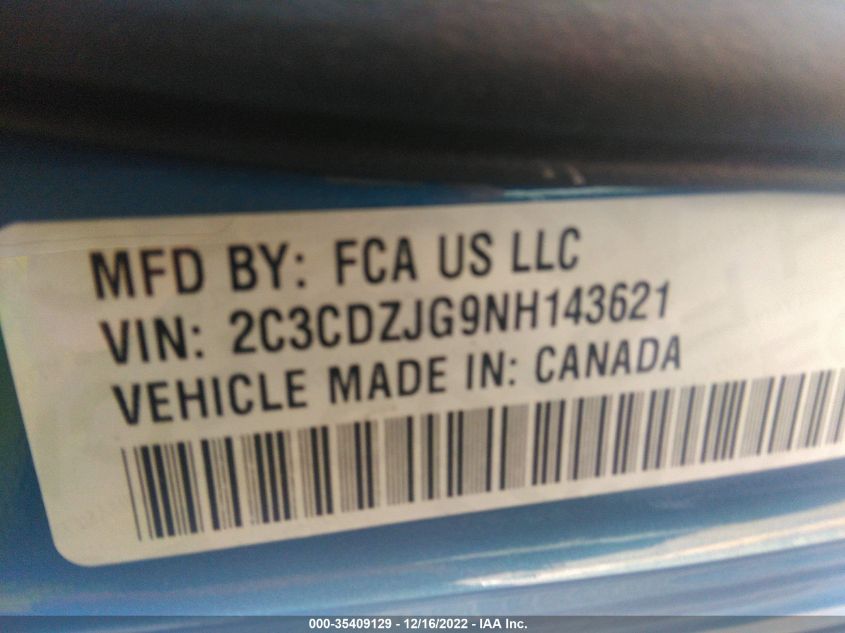 MFD BY: FCA US LLC
VIN: 2C3CDZJG9NH143621
VEHICLE MADE IN: CANADA
000-35409129 - 12/16/2022 - IAA Inc.